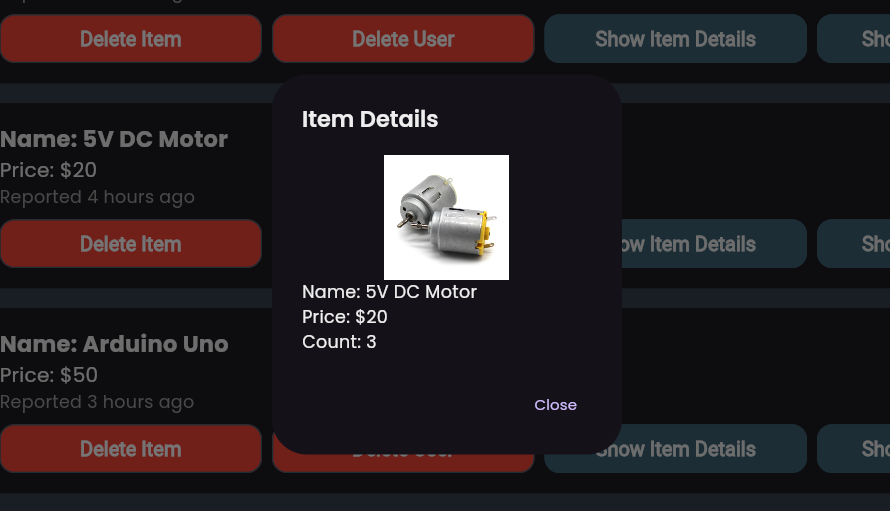 Delete Item
Delete User
Show Item Details
Name: 5V DC Motor
Price: $20
Reported 4 hours ago
Delete Item
Item Details
Name: 5V DC Motor
Price: $20
Count: 3
Close
Item Details
Name: Arduino Uno
Price: $50
Reported 3 hours ago
Delete Item
Show Item Details